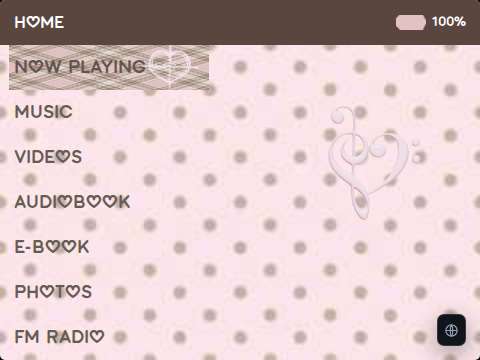 HOME
100%
NOW PLAYING
MUSIC
VIDEOS
AUDIOBOOK
E-BOOK
PHOTOS
FM RADIO